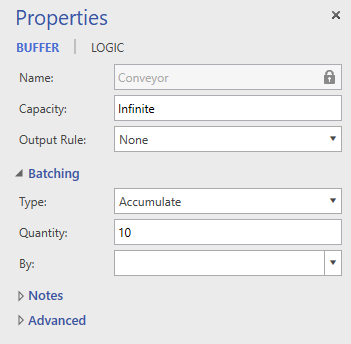 Properties
BUFFER LOGIC
Name: Conveyor
Capacity: Infinite
Output Rule: None
Batching
Type: Accumulate
Quantity: 10
By:
Notes
Advanced